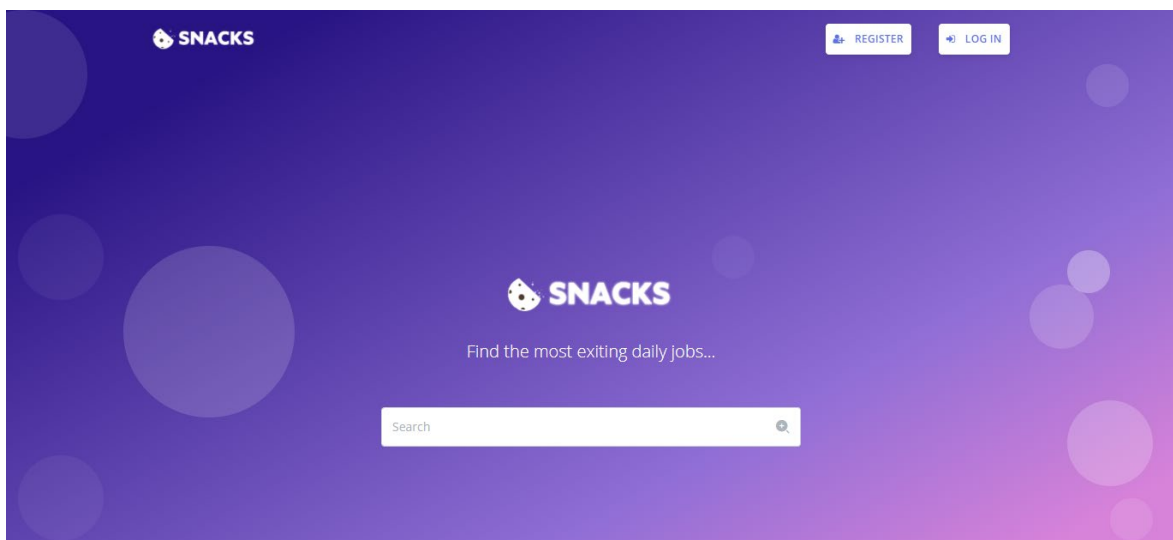 SNACKS
REGISTER
LOG IN
SNACKS
Find the most exiting daily jobs...
Search